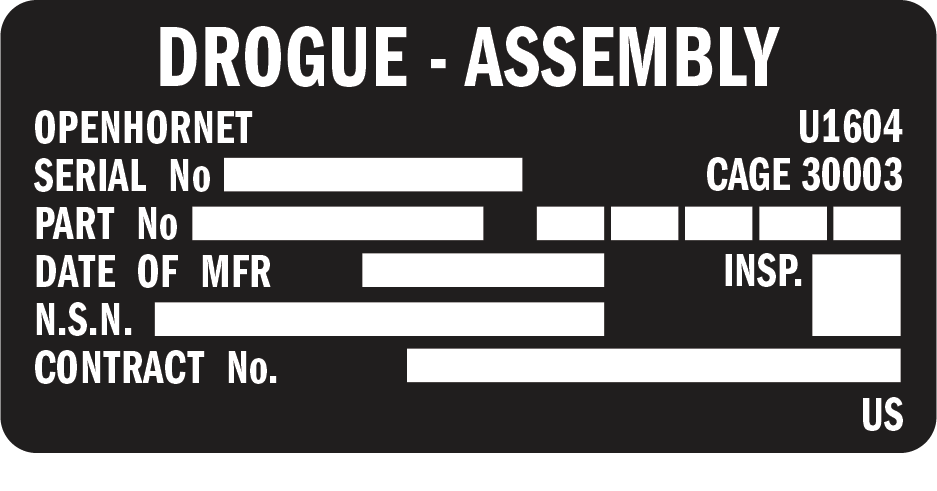 DROGUE - ASSEMBLY
OPENHORNET U1604
SERIAL No CAGE 30003
PART No
DATE OF MFR INSP.
N.S.N.
CONTRACT No.
US